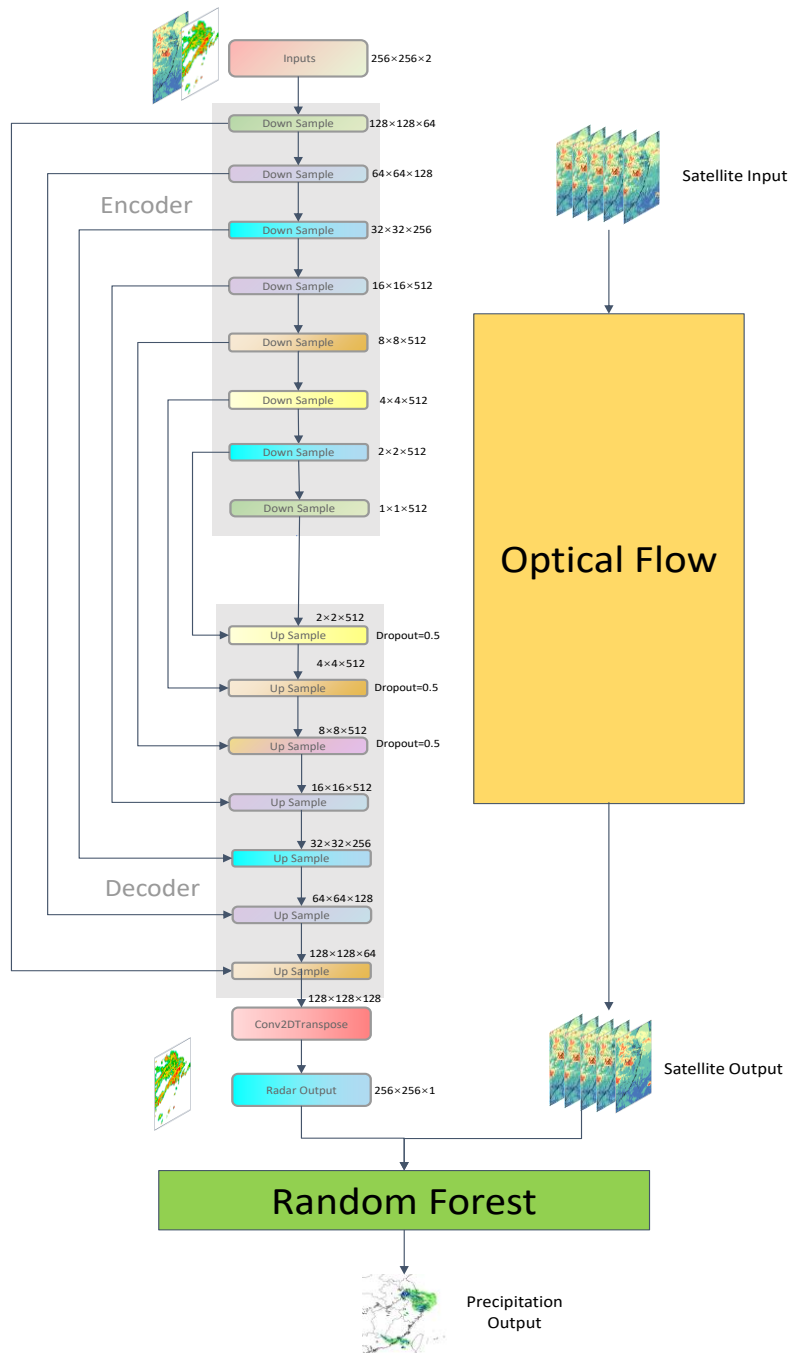 Inputs
256×256×2
Down Sample
128×128×64
Down Sample
64×64×128
Encoder
Down Sample
32×32×256
Down Sample
16×16×512
Down Sample
8×8×512
Down Sample
4×4×512
Down Sample
2×2×512
Down Sample
1×1×512
2×2×512
Up Sample
Dropout=0.5
4×4×512
Up Sample
Dropout=0.5
8×8×512
Up Sample
Dropout=0.5
16×16×512
Up Sample
32×32×256
Up Sample
Decoder
64×64×128
Up Sample
128×128×64
Up Sample
128×128×128
Conv2DTranspose
Radar Output
256×256×1
Satellite Input
Optical Flow
Satellite Output
Random Forest
Precipitation
Output